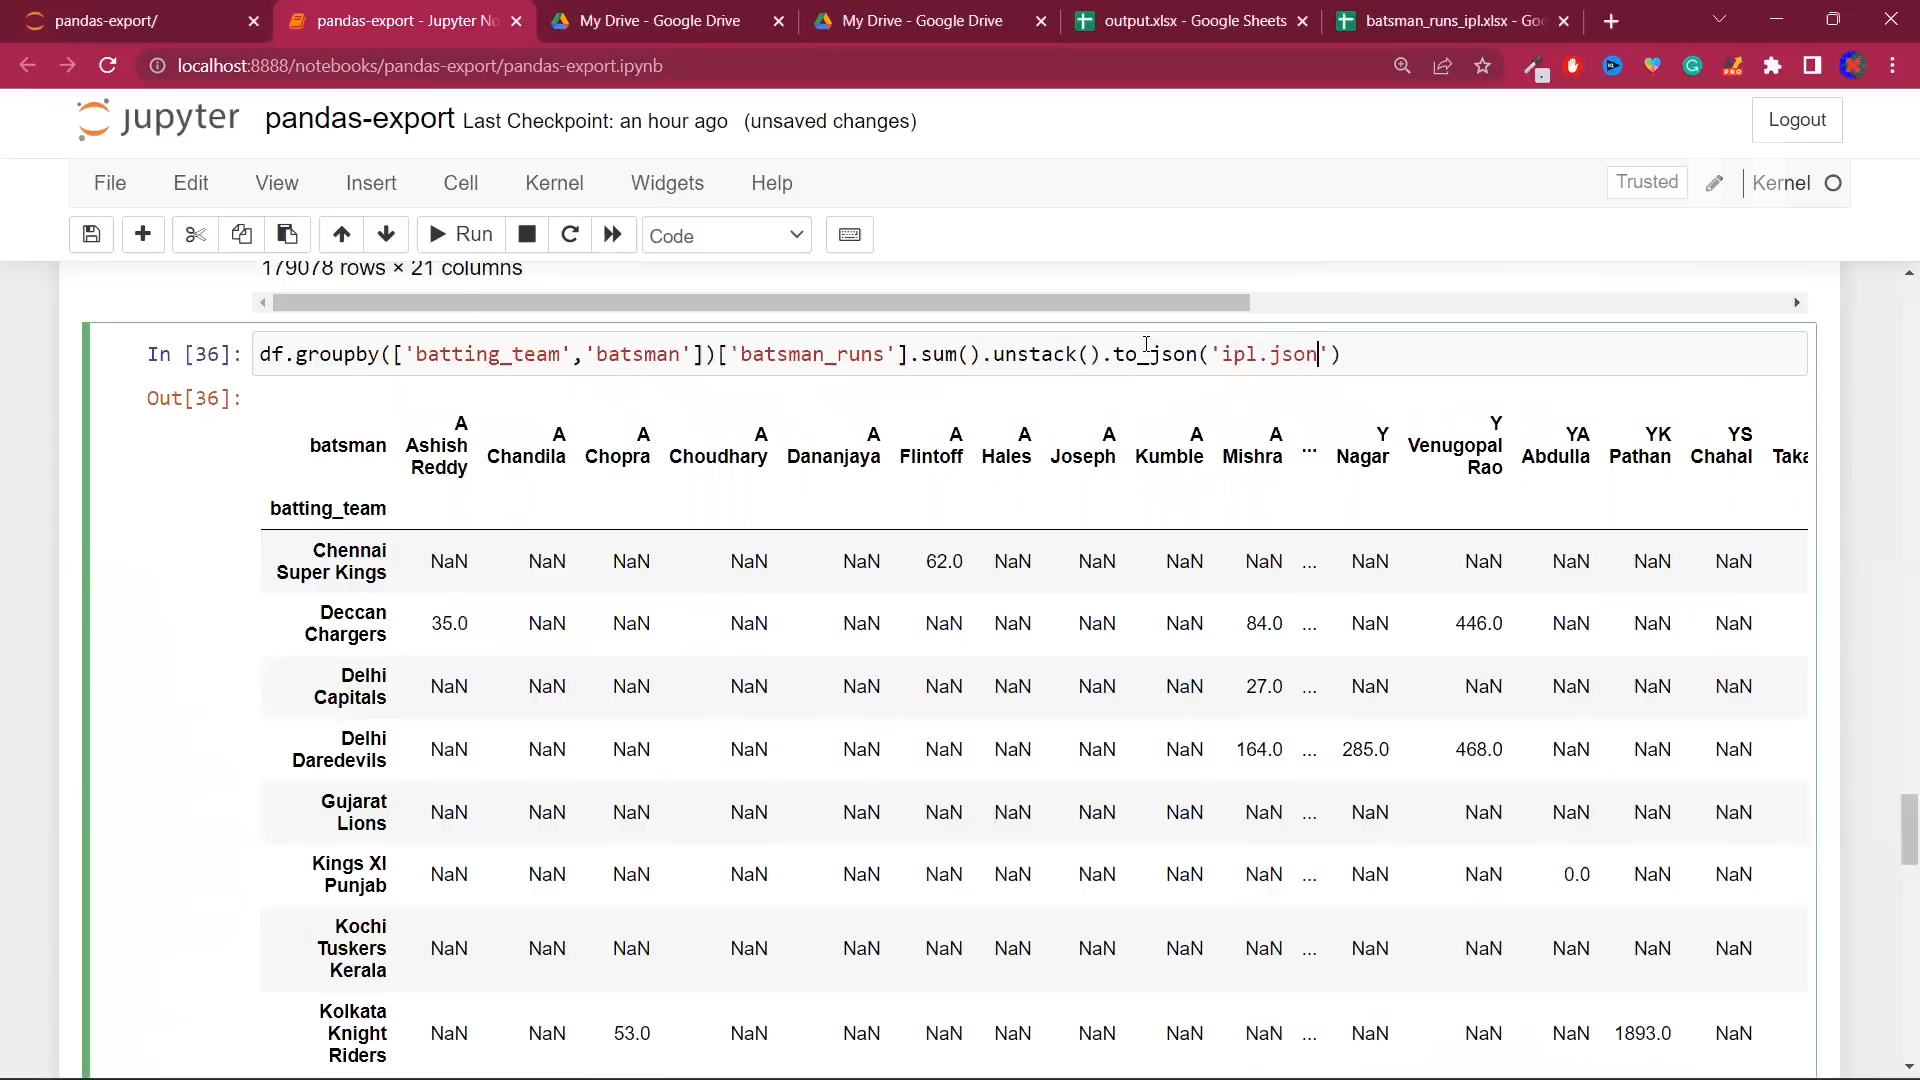 pandas-export/
pandas-export - Jupyter No
My Drive - Google Drive
My Drive - Google Drive
output.xlsx - Google Sheets
batsman_runs_ipl.xlsx - Goo
localhost:8888/notebooks/pandas-export/pandas-export.ipynb
jupyter pandas-export Last Checkpoint: an hour ago (unsaved changes)
Logout
File Edit View Insert Cell Kernel Widgets Help
Trusted Kernel
Run Code
179078 rows × 21 columns
In [36]: df.groupby(['batting_team','batsman'])['batsman_runs'].sum().unstack().to_json('ipl.json')
Out[36]:
batsman A Ashish Reddy A Chandila A Chopra A Choudhary A Dananjaya A Flintoff A Hales A Joseph A Kumble A Mishra ... Y Nagar Y Venugopal Rao YA Abdulla YK Pathan YS Chahal Taka
batting_team
Chennai Super Kings NaN NaN NaN NaN NaN 62.0 NaN NaN NaN NaN ... NaN NaN NaN NaN NaN
Deccan Chargers 35.0 NaN NaN NaN NaN NaN NaN NaN NaN 84.0 ... NaN 446.0 NaN NaN NaN
Delhi Capitals NaN NaN NaN NaN NaN NaN NaN NaN NaN 27.0 ... NaN NaN NaN NaN NaN
Delhi Daredevils NaN NaN NaN NaN NaN NaN NaN NaN NaN 164.0 ... 285.0 468.0 NaN NaN NaN
Gujarat Lions NaN NaN NaN NaN NaN NaN NaN NaN NaN NaN ... NaN NaN NaN NaN NaN
Kings XI Punjab NaN NaN NaN NaN NaN NaN NaN NaN NaN NaN ... NaN NaN 0.0 NaN NaN
Kochi Tuskers Kerala NaN NaN NaN NaN NaN NaN NaN NaN NaN NaN ... NaN NaN NaN NaN NaN
Kolkata Knight Riders NaN NaN 53.0 NaN NaN NaN NaN NaN NaN NaN ... NaN NaN NaN 1893.0 NaN